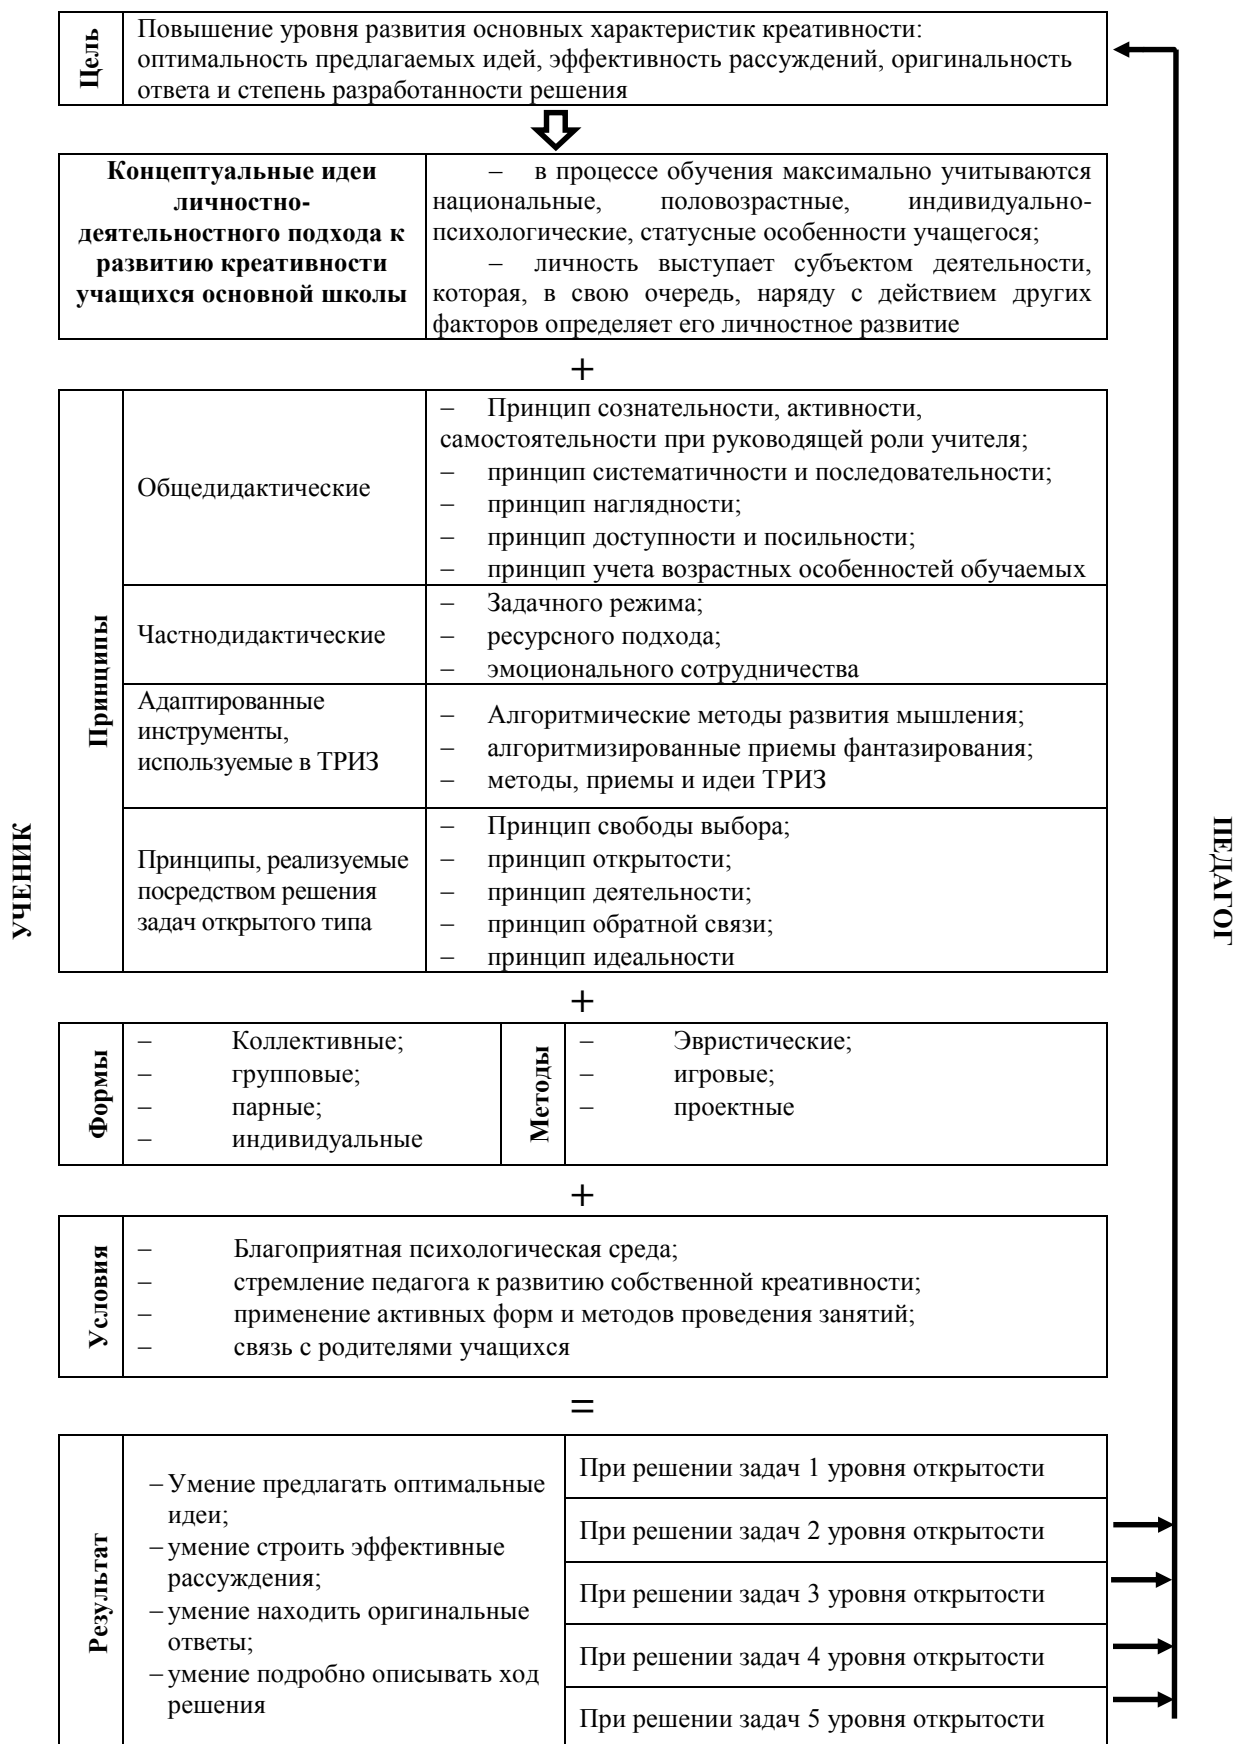 Цель
Повышение уровня развития основных характеристик креативности:
оптимальность предлагаемых идей, эффективность рассуждений, оригинальность
ответа и степень разработанности решения
Концептуальные идеи
личностно-
деятельностного подхода к
развитию креативности
учащихся основной школы
– в процессе обучения максимально учитываются
национальные, половозрастные, индивидуально-
психологические, статусные особенности учащегося;
– личность выступает субъектом деятельности,
которая, в свою очередь, наряду с действием других
факторов определяет его личностное развитие
+
Принципы
Общедидактические
– Принцип сознательности, активности,
самостоятельности при руководящей роли учителя;
– принцип систематичности и последовательности;
– принцип наглядности;
– принцип доступности и посильности;
– принцип учета возрастных особенностей обучаемых
Частнодидактические
– Задачного режима;
– ресурсного подхода;
– эмоционального сотрудничества
Адаптированные
инструменты,
используемые в ТРИЗ
– Алгоритмические методы развития мышления;
– алгоритмизированные приемы фантазирования;
– методы, приемы и идеи ТРИЗ
Принципы, реализуемые
посредством решения
задач открытого типа
– Принцип свободы выбора;
– принцип открытости;
– принцип деятельности;
– принцип обратной связи;
– принцип идеальности
УЧЕНИК
ПЕДАГОГ
+
Формы
– Коллективные;
– групповые;
– парные;
– индивидуальные
Методы
– Эвристические;
– игровые;
– проектные
+
Условия
– Благоприятная психологическая среда;
– стремление педагога к развитию собственной креативности;
– применение активных форм и методов проведения занятий;
– связь с родителями учащихся
=
Результат
– Умение предлагать оптимальные
идеи;
– умение строить эффективные
рассуждения;
– умение находить оригинальные
ответы;
– умение подробно описывать ход
решения
При решении задач 1 уровня открытости
При решении задач 2 уровня открытости
При решении задач 3 уровня открытости
При решении задач 4 уровня открытости
При решении задач 5 уровня открытости